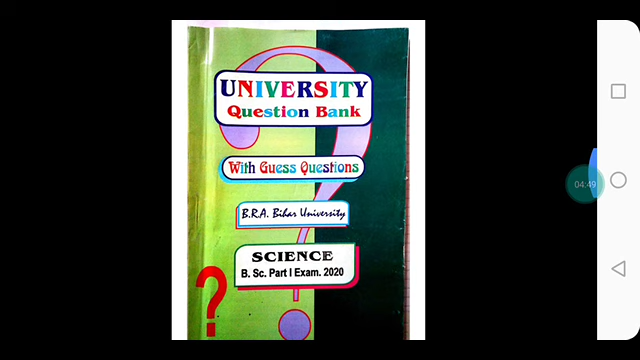 UNIVERSITY
Question Bank
With Guess Questions
B.R.A. Bihar University
SCIENCE
B. Sc. Part I Exam. 2020
?
04:49